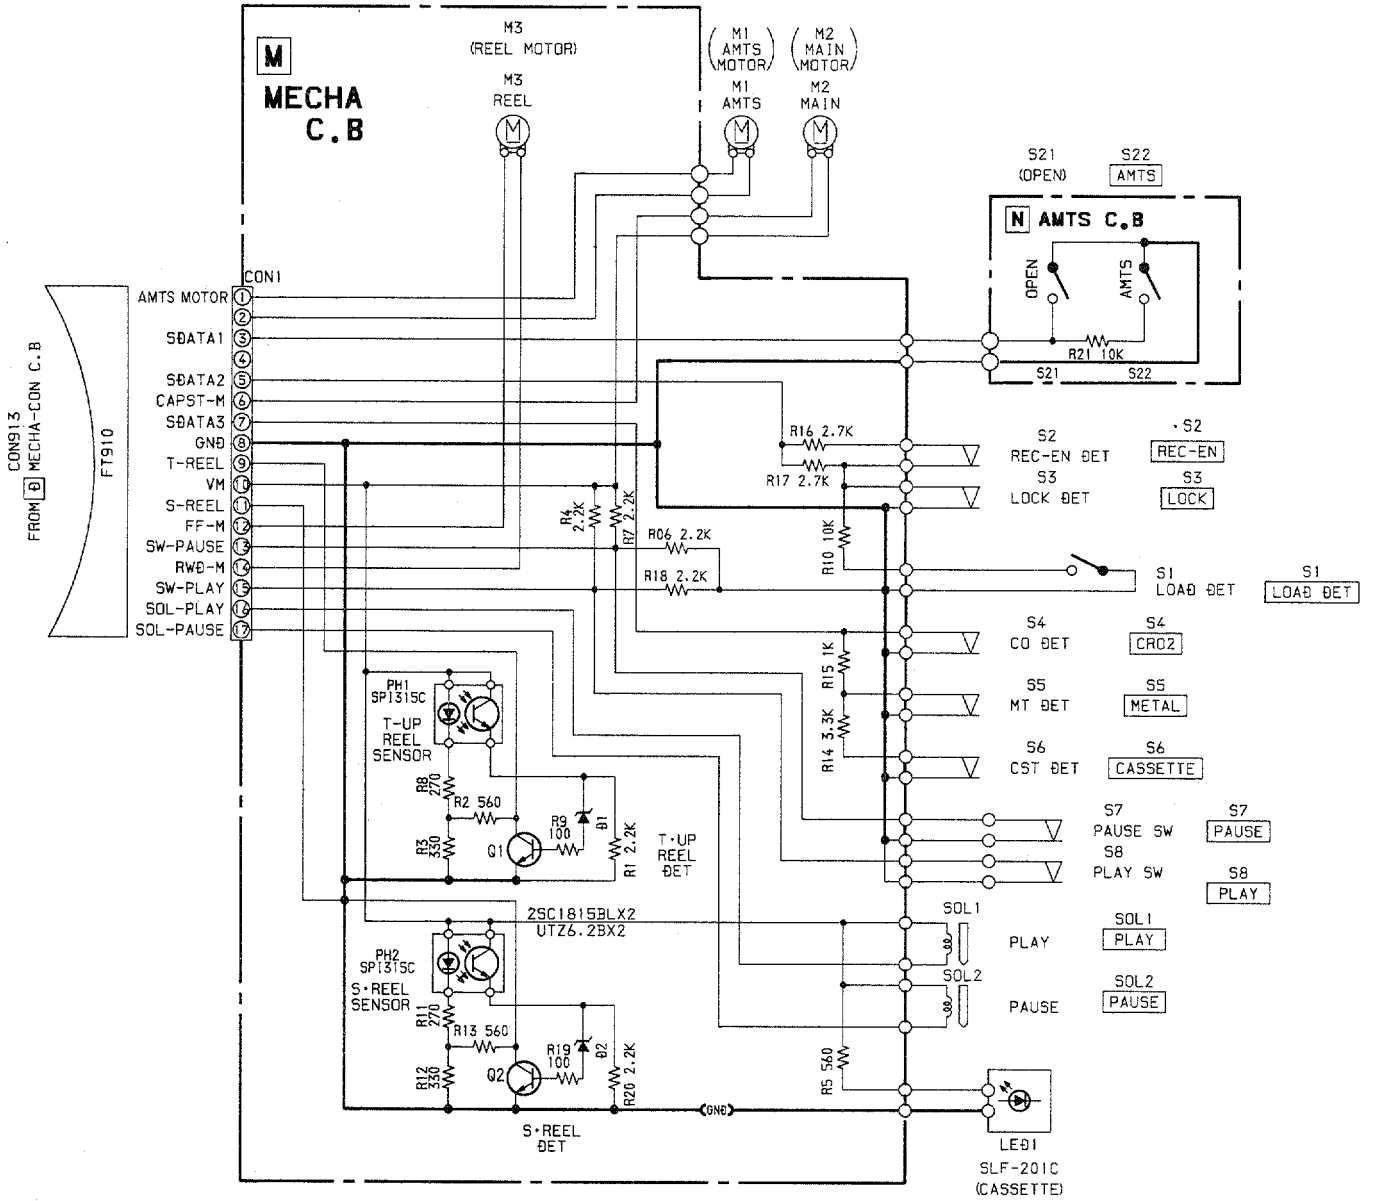 M3
(REEL MOTOR)
M1
AMTS
MOTOR
M2
MAIN
MOTOR
M
MECHA
C.B
M3
REEL
M
M1
AMTS
M
M2
MAIN
M
S21
(OPEN)
S22
AMTS
N AMTS C.B
OPEN
AMTS
R21 10K
S21
S22
CON1
CON913
FROM D MECHA-CON C.B
FT910
AMTS MOTOR 1
2
SDATA1 3
4
SDATA2 5
CAPST-M 6
SDATA3 7
GND 8
T-REEL 9
VM 10
S-REEL 11
FF-M 12
SW-PAUSE 13
RWD-M 14
SW-PLAY 15
SOL-PLAY 16
SOL-PAUSE 17
R4
2.2K
R7 2.2K
R06 2.2K
R18 2.2K
R16 2.7K
R17 2.7K
R10 10K
R15 1K
R14 3.3K
S2
REC-EN DET
S2
REC-EN
S3
LOCK DET
S3
LOCK
S1
LOAD DET
S1
LOAD DET
S4
CO DET
S4
CRO2
S5
MT DET
S5
METAL
S6
CST DET
S6
CASSETTE
S7
PAUSE SW
S7
PAUSE
S8
PLAY SW
S8
PLAY
PH1
SPI315C
T-UP
REEL
SENSOR
R8
270
R2 560
R3
330
Q1
R9
100
D1
R1 2.2K
T·UP
REEL
DET
2SC1815BLX2
UTZ6.2BX2
PH2
SPI315C
S·REEL
SENSOR
R11
270
R13 560
R12
330
Q2
R19
100
D2
R20 2.2K
S·REEL
DET
(GND)
SOL1
PLAY
SOL1
PLAY
SOL2
PAUSE
SOL2
PAUSE
R5 560
LED1
SLF-201C
(CASSETTE)